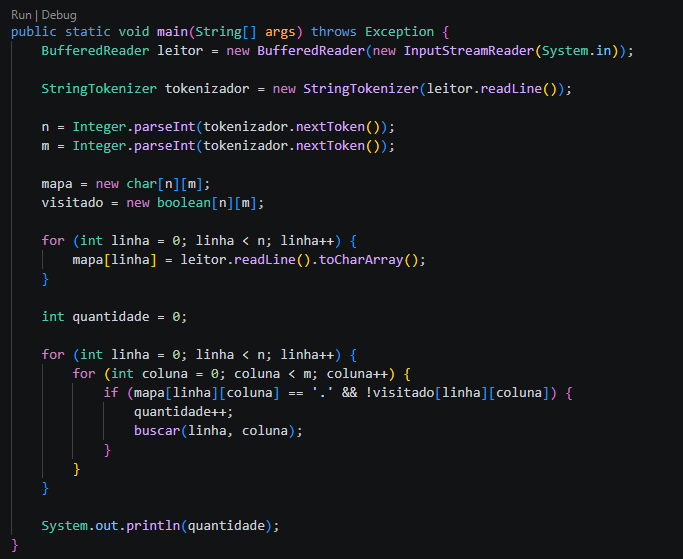 Run | Debug
public static void main(String[] args) throws Exception {
    BufferedReader leitor = new BufferedReader(new InputStreamReader(System.in));

    StringTokenizer tokenizador = new StringTokenizer(leitor.readLine());

    n = Integer.parseInt(tokenizador.nextToken());
    m = Integer.parseInt(tokenizador.nextToken());

    mapa = new char[n][m];
    visitado = new boolean[n][m];

    for (int linha = 0; linha < n; linha++) {
        mapa[linha] = leitor.readLine().toCharArray();
    }

    int quantidade = 0;

    for (int linha = 0; linha < n; linha++) {
        for (int coluna = 0; coluna < m; coluna++) {
            if (mapa[linha][coluna] == '.' && !visitado[linha][coluna]) {
                quantidade++;
                buscar(linha, coluna);
            }
        }
    }

    System.out.println(quantidade);
}